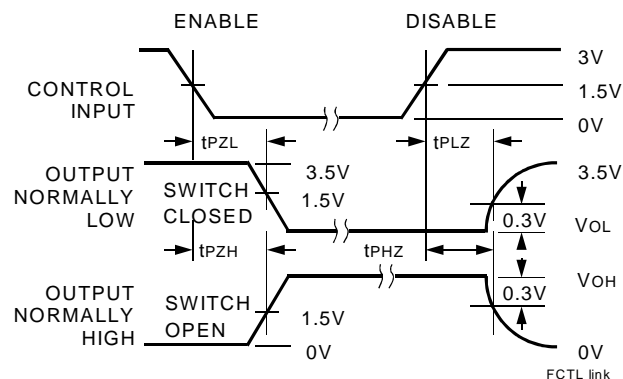 ENABLE DISABLE
3V
CONTROL INPUT 1.5V
0V
tPZL tPLZ
3.5V 3.5V
OUTPUT NORMALLY LOW
SWITCH CLOSED
1.5V
0.3V VOL
tPZH tPHZ
VOH
OUTPUT NORMALLY HIGH
SWITCH OPEN
0.3V
1.5V
0V 0V
FCTL link